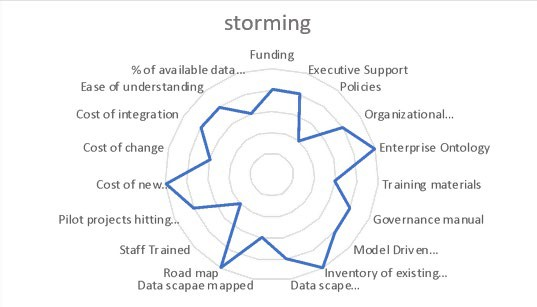 storming
Funding
Executive Support
Policies
Organizational...
Enterprise Ontology
Training materials
Governance manual
Model Driven...
Inventory of existing...
Data scape...
Data scapae mapped
Road map
Staff Trained
Pilot projects hitting...
Cost of new...
Cost of change
Cost of integration
Ease of understanding
% of available data...